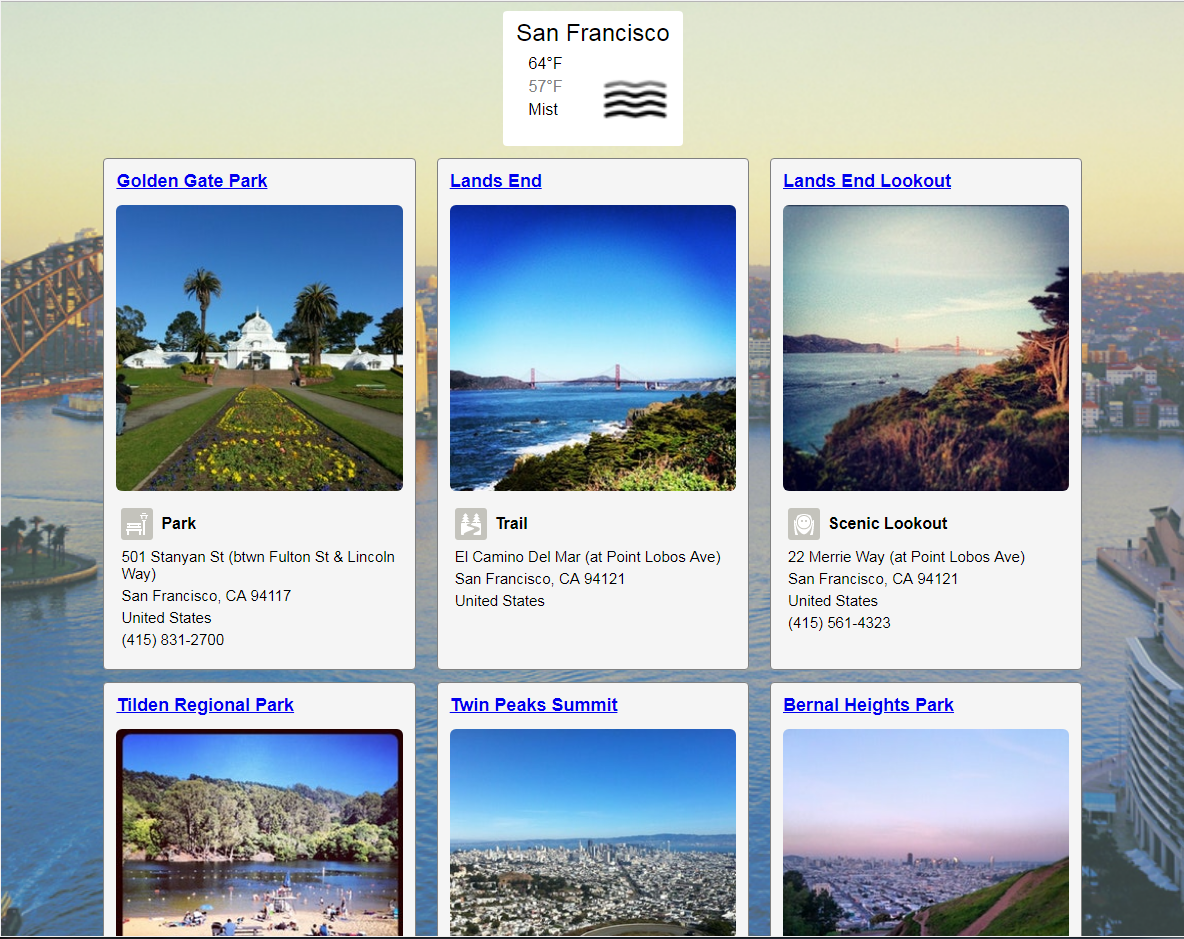 San Francisco
64°F
57°F
Mist
Golden Gate Park
Park
501 Stanyan St (btwn Fulton St & Lincoln
Way)
San Francisco, CA 94117
United States
(415) 831-2700
Lands End
Trail
El Camino Del Mar (at Point Lobos Ave)
San Francisco, CA 94121
United States
Lands End Lookout
Scenic Lookout
22 Merrie Way (at Point Lobos Ave)
San Francisco, CA 94121
United States
(415) 561-4323
Tilden Regional Park
Twin Peaks Summit
Bernal Heights Park